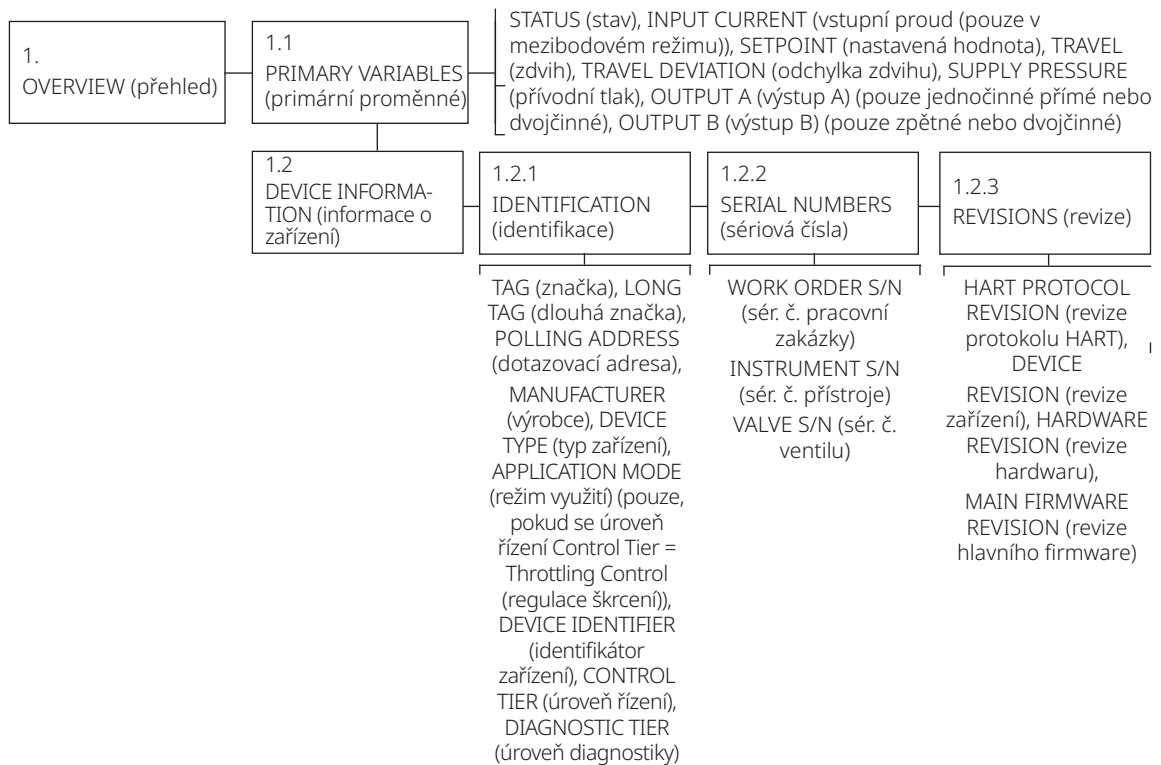 1.
OVERVIEW (přehled)
1.1
PRIMARY VARIABLES
(primární proměnné)
STATUS (stav), INPUT CURRENT (vstupní proud (pouze v
mezibodovém režimu)), SETPOINT (nastavená hodnota), TRAVEL
(zdvih), TRAVEL DEVIATION (odchylka zdvihu), SUPPLY PRESSURE
(přívodní tlak), OUTPUT A (výstup A) (pouze jednočinné přímé nebo
dvojčinné), OUTPUT B (výstup B) (pouze zpětné nebo dvojčinné)
1.2
DEVICE INFORMA-
TION (informace o
zařízení)
1.2.1
IDENTIFICATION
(identifikace)
1.2.2
SERIAL NUMBERS
(sériová čísla)
1.2.3
REVISIONS (revize)
TAG (značka), LONG
TAG (dlouhá značka),
POLLING ADDRESS
(dotazovací adresa),
MANUFACTURER
(výrobce), DEVICE
TYPE (typ zařízení),
APPLICATION MODE
(režim využití) (pouze,
pokud se úroveň
řízení Control Tier =
Throttling Control
(regulace škrcení)),
DEVICE IDENTIFIER
(identifikátor
zařízení), CONTROL
TIER (úroveň řízení),
DIAGNOSTIC TIER
(úroveň diagnostiky)
WORK ORDER S/N
(sér. č. pracovní
zakázky)
INSTRUMENT S/N
(sér. č. přístroje)
VALVE S/N (sér. č.
ventilu)
HART PROTOCOL
REVISION (revize
protokolu HART),
DEVICE
REVISION (revize
zařízení), HARDWARE
REVISION (revize
hardwaru),
MAIN FIRMWARE
REVISION (revize
hlavního firmware)